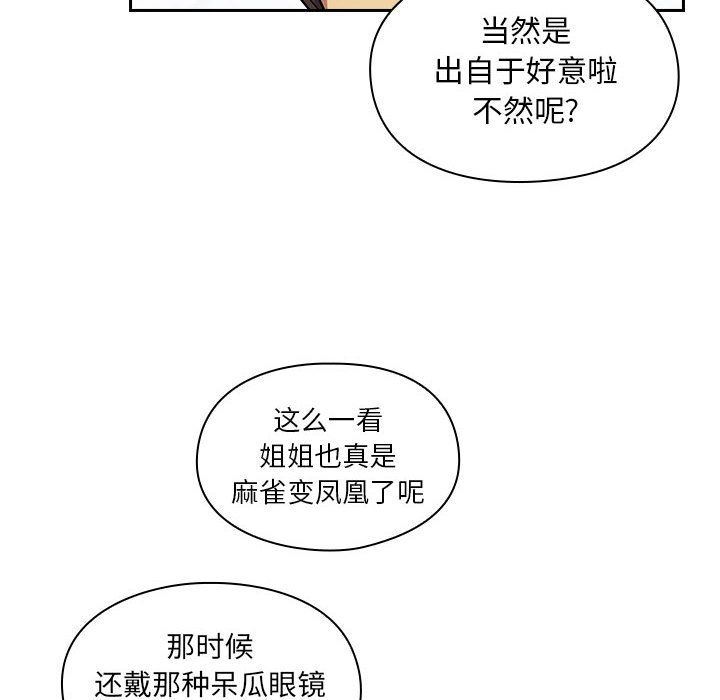 当然是
出自于好意啦
不然呢?
这么一看
姐姐也真是
麻雀变凤凰了呢
那时候
还戴那种呆瓜眼镜